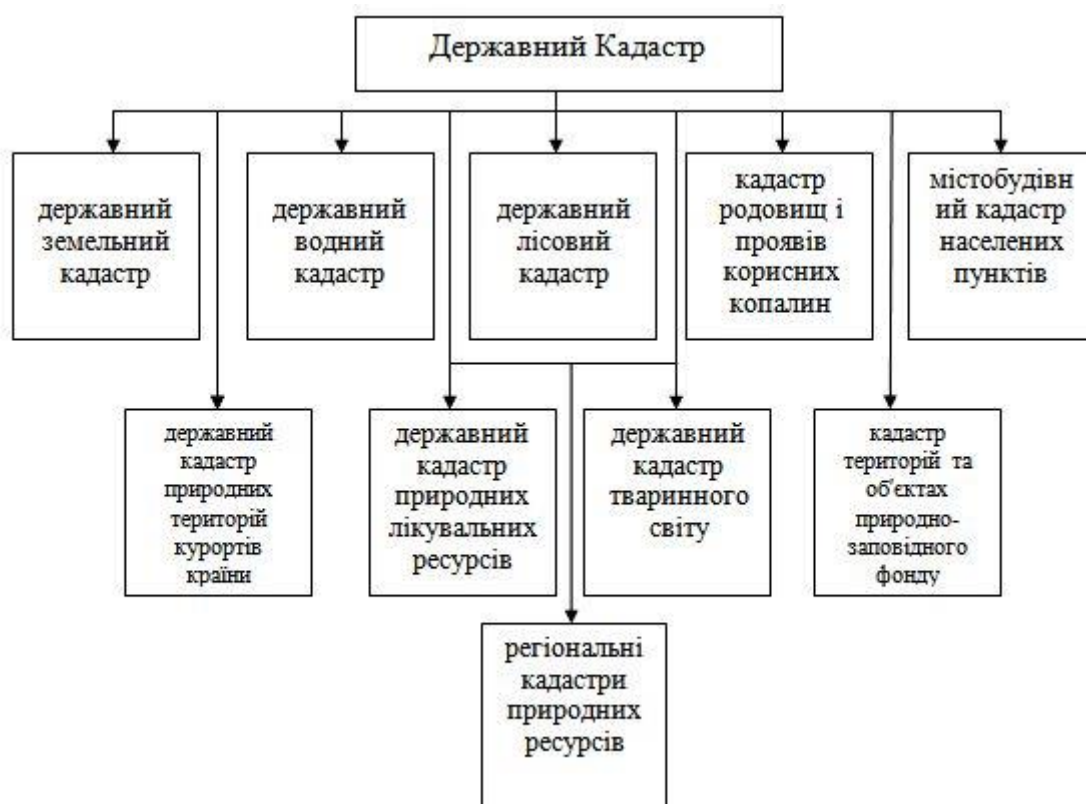 Державний Кадастр
державний
земельний
кадастр
державний
водний
кадастр
державний
лісовий
кадастр
кадастр
родовищ і
проявів
корисних
копалин
містобудівн
ий кадастр
населених
пунктів
державний
кадастр
природних
територій
курортів
країни
державний
кадастр
природних
лікувальних
ресурсів
державний
кадастр
тваринного
світу
кадастр
територій та
об'єктах
природно-
заповідного
фонду
регіональні
кадастри
природних
ресурсів